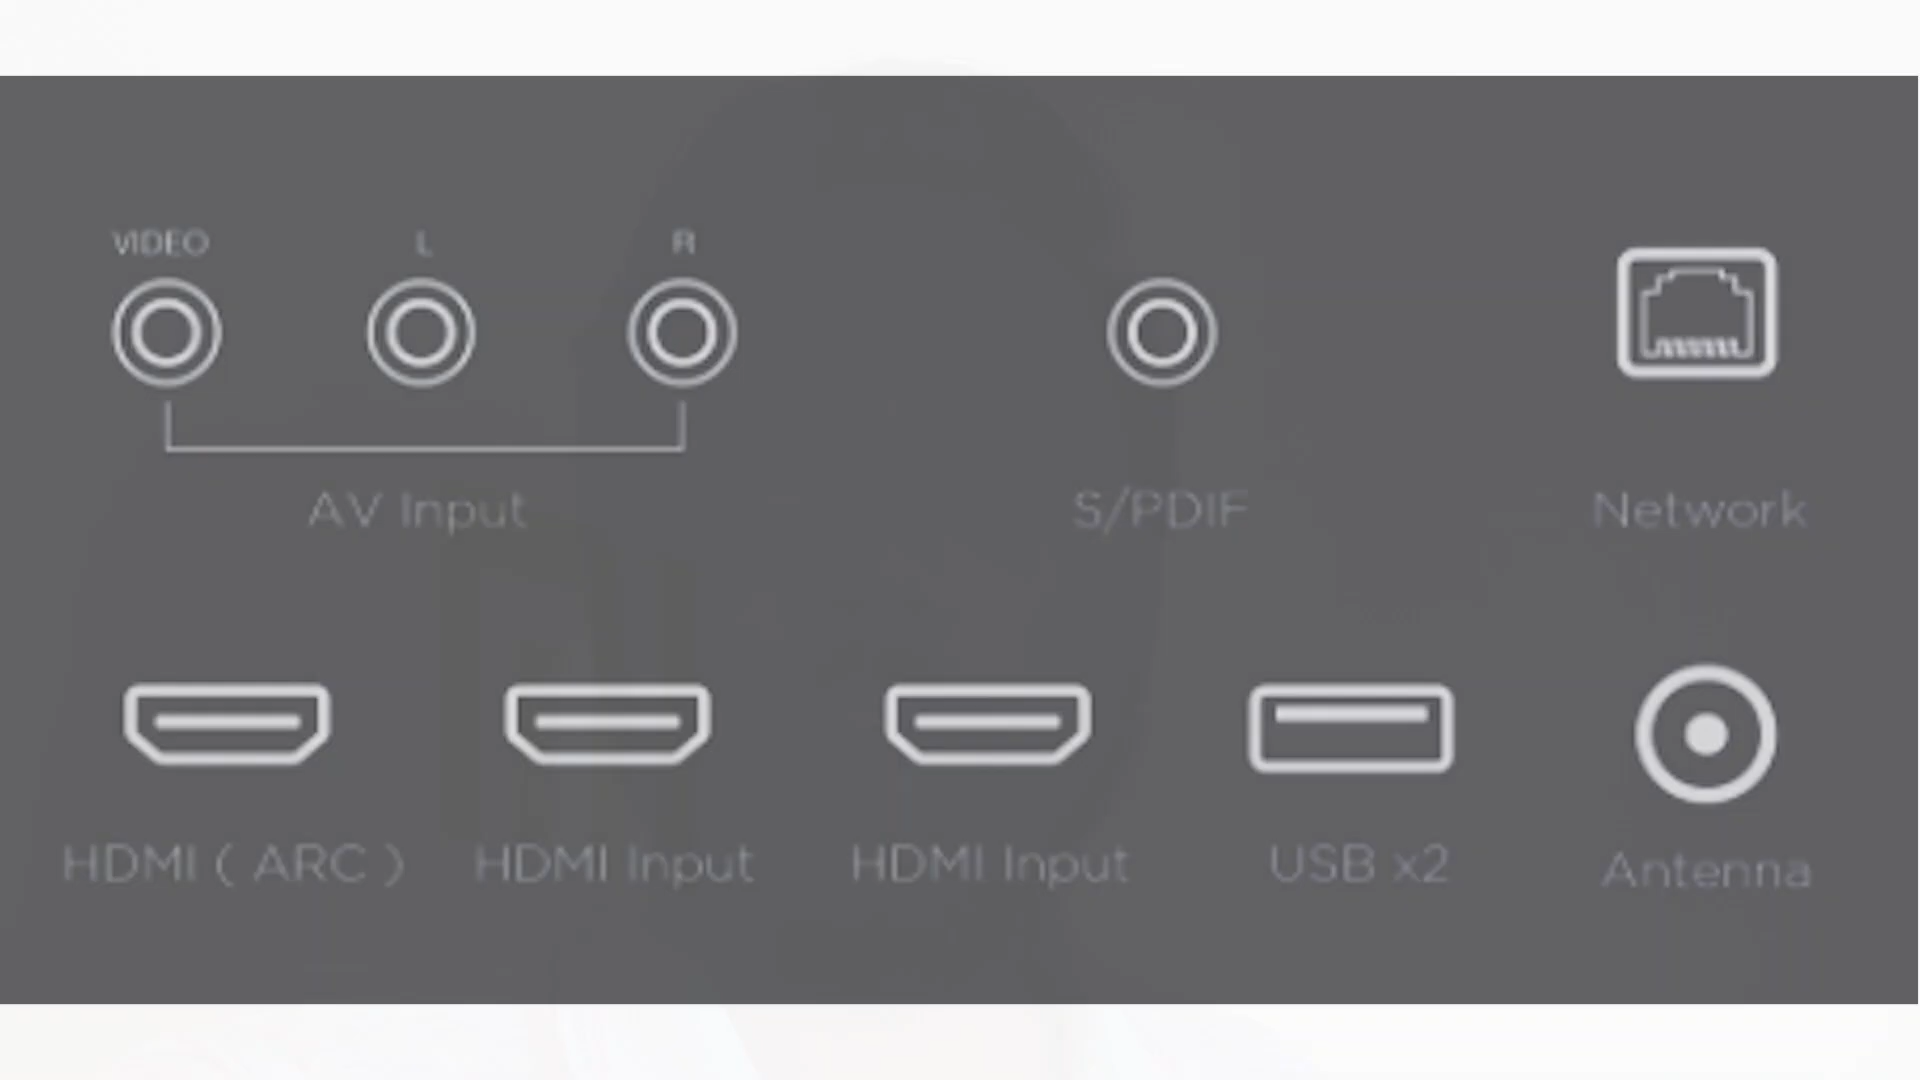 VIDEO L R
AV Input S/PDIF Network
HDMI ( ARC ) HDMI Input HDMI Input USB x2 Antenna